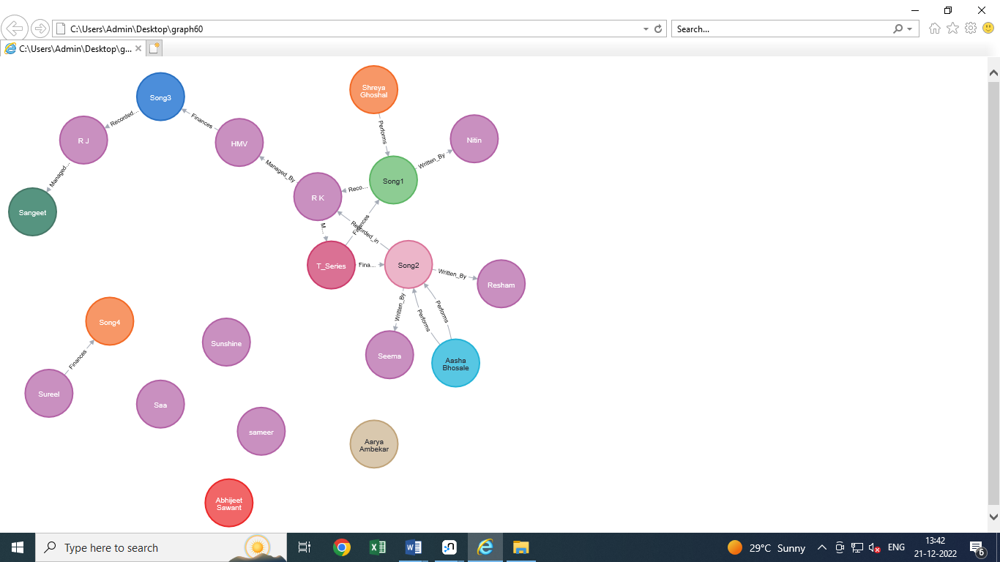 C:\Users\Admin\Desktop\graph60
Search...
C:\Users\Admin\Desktop\g...
Shreya
Ghoshal
Song3
Recorded...
Finances
Performs
R J
HMV
Nitin
Written_By
Managed...
Managed_By
Song1
Reco...
R K
Sangeet
Finances
M...
Recorded_in
T_Series
Fina...
Song2
Written_By
Resham
Written_By
Performs
Performs
Song4
Sunshine
Finances
Seema
Aasha
Bhosale
Sureel
Saa
sameer
Aarya
Ambekar
Abhijeet
Sawant
Type here to search
29°C Sunny
ENG
13:42
21-12-2022
6